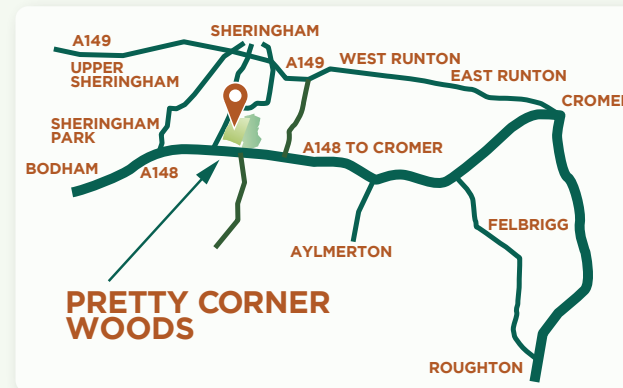 SHERINGHAM
A149
UPPER
SHERINGHAM
A149
WEST RUNTON
EAST RUNTON
CROMER
SHERINGHAM
PARK
BODHAM
A148
A148 TO CROMER
FELBRIGG
AYLMERTON
PRETTY CORNER
WOODS
ROUGHTON